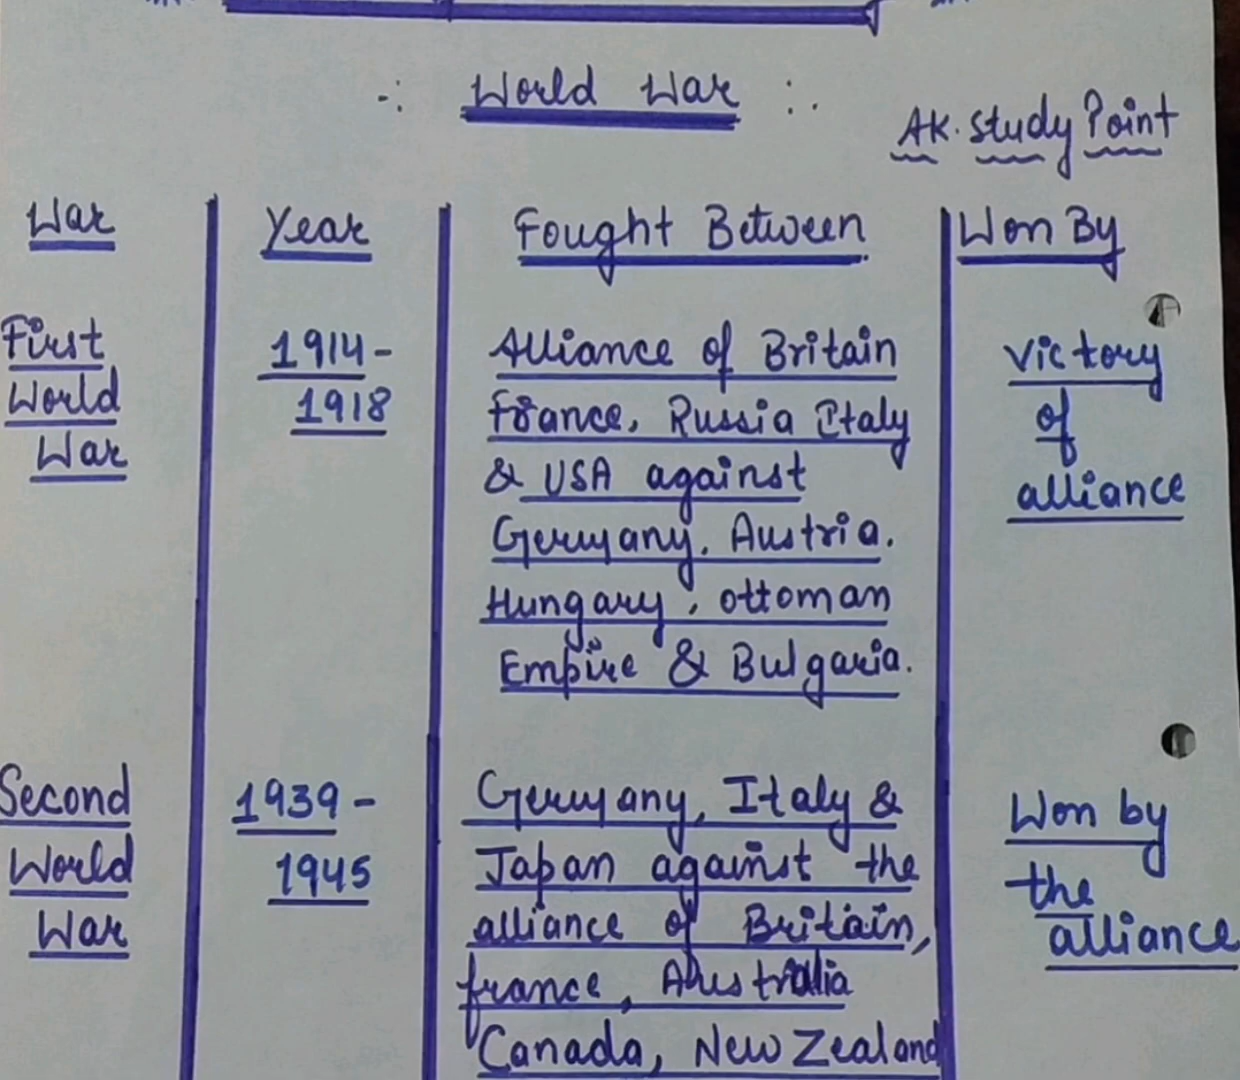 World War
AK. Study Point
War
Year
Fought Between
Won By
First
World
War
1914-
1918
Alliance of Britain
france, Russia Italy
& USA against
Germany, Austria.
Hungary, ottoman
Empire & Bulgaria.
Victory
of
alliance
Second
World
War
1939-
1945
Germany, Italy &
Japan against the
alliance of Britain,
france, Australia
Canada, New Zealand
Won by
the
alliance